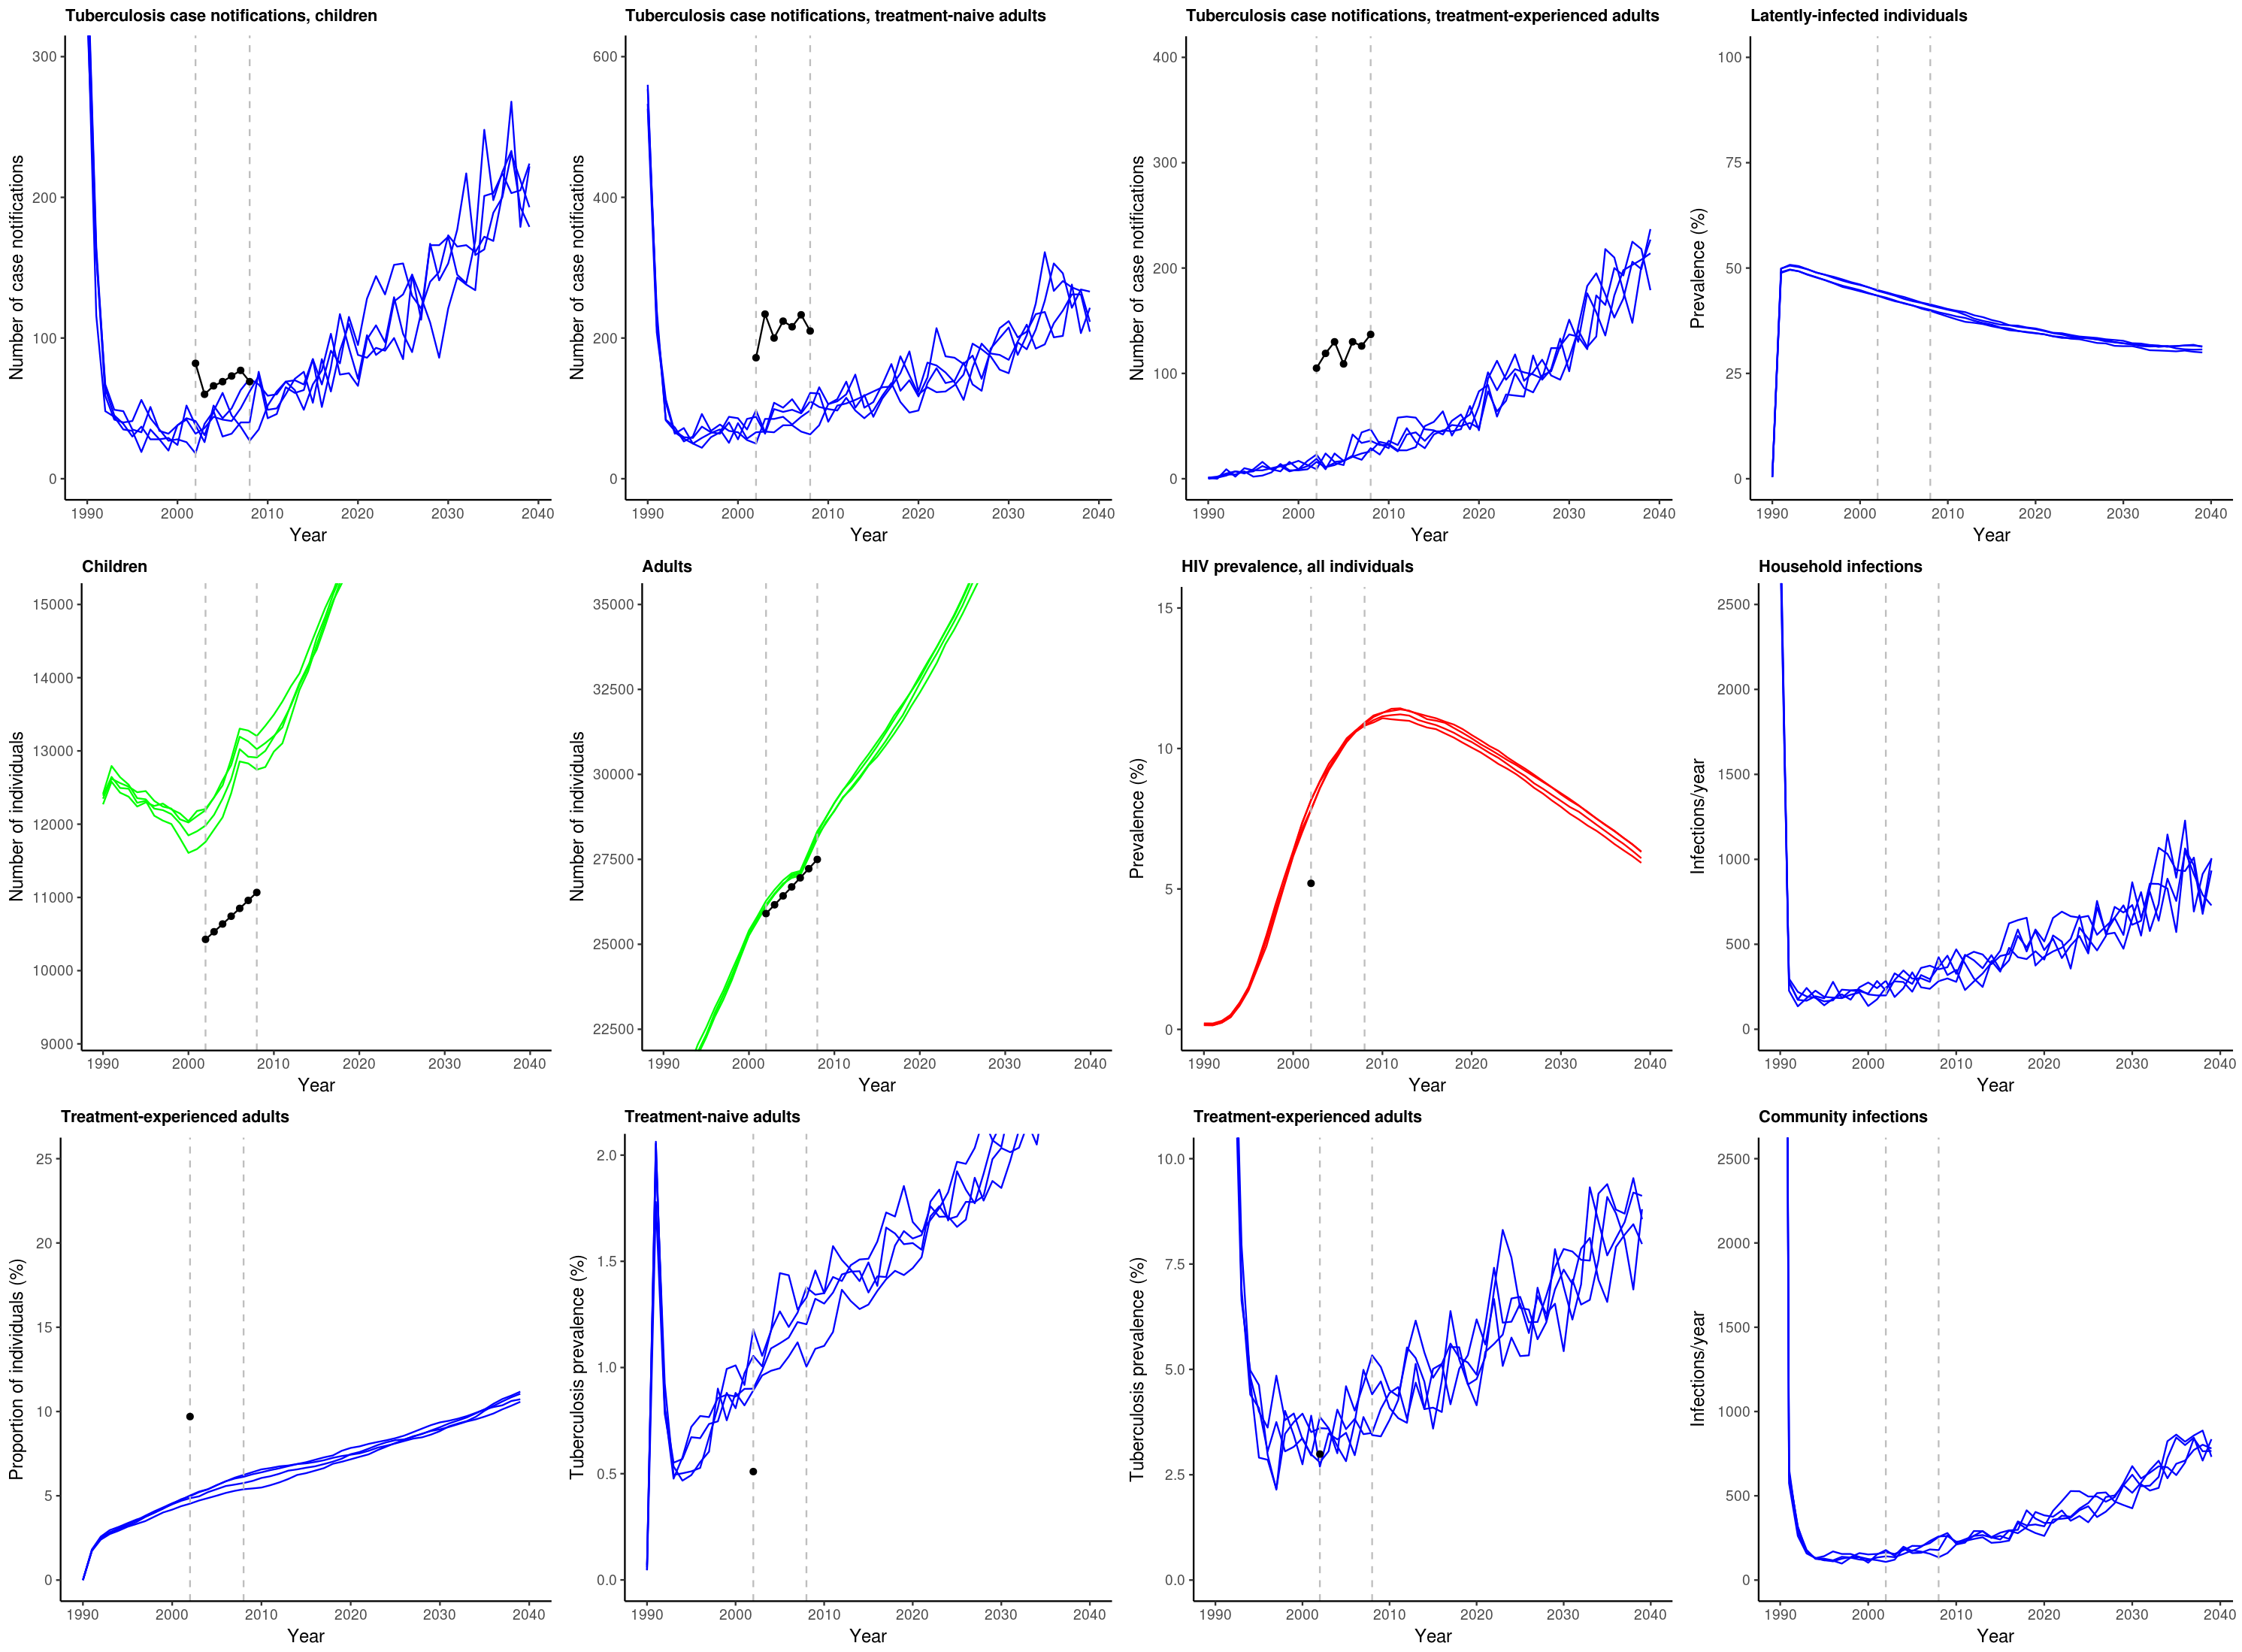 Tuberculosis case notifications, children
Number of case notifications
300
200
100
0
1990 2000 2010 2020 2030 2040
Year
Tuberculosis case notifications, treatment-naive adults
Number of case notifications
600
400
200
0
1990 2000 2010 2020 2030 2040
Year
Tuberculosis case notifications, treatment-experienced adults
Number of case notifications
400
300
200
100
0
1990 2000 2010 2020 2030 2040
Year
Latently-infected individuals
Prevalence (%)
100
75
50
25
0
1990 2000 2010 2020 2030 2040
Year
Children
Number of individuals
15000
14000
13000
12000
11000
10000
9000
1990 2000 2010 2020 2030 2040
Year
Adults
Number of individuals
35000
32500
30000
27500
25000
22500
1990 2000 2010 2020 2030 2040
Year
HIV prevalence, all individuals
Prevalence (%)
15
10
5
0
1990 2000 2010 2020 2030 2040
Year
Household infections
Infections/year
2500
2000
1500
1000
500
0
1990 2000 2010 2020 2030 2040
Year
Treatment-experienced adults
Proportion of individuals (%)
25
20
15
10
5
0
1990 2000 2010 2020 2030 2040
Year
Treatment-naive adults
Tuberculosis prevalence (%)
2.0
1.5
1.0
0.5
0.0
1990 2000 2010 2020 2030 2040
Year
Treatment-experienced adults
Tuberculosis prevalence (%)
10.0
7.5
5.0
2.5
0.0
1990 2000 2010 2020 2030 2040
Year
Community infections
Infections/year
2500
2000
1500
1000
500
0
1990 2000 2010 2020 2030 2040
Year